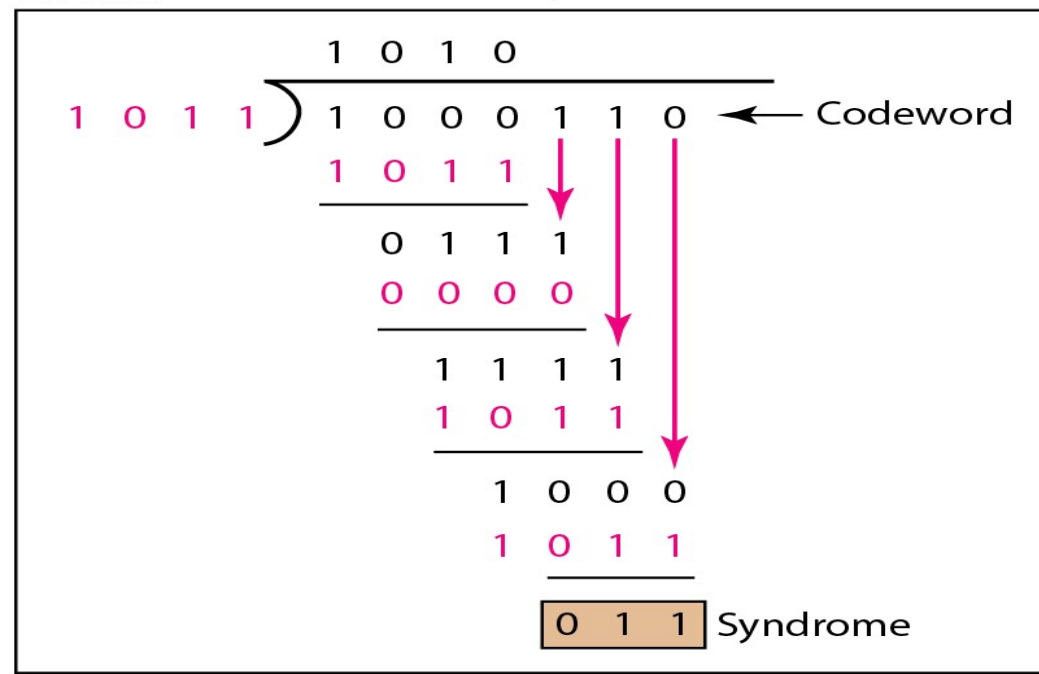 1 0 1 0
1 0 1 1 1 0 0 0 1 1 0 Codeword
1 0 1 1
0 1 1 1
0 0 0 0
1 1 1 1
1 0 1 1
1 0 0 0
1 0 1 1
0 1 1 Syndrome